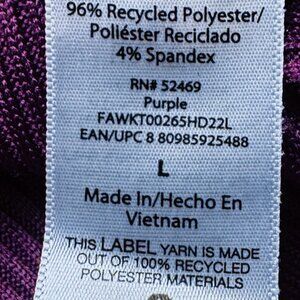 96% Recycled Polyester/
Poliéster Reciclado
4% Spandex
RN# 52469
Purple
FAWKT00265HD22L
EAN/UPC 8 80985925488
L
Made In/Hecho En
Vietnam
THIS LABEL YARN IS MADE
OUT OF 100% RECYCLED
POLYESTER MATERIALS